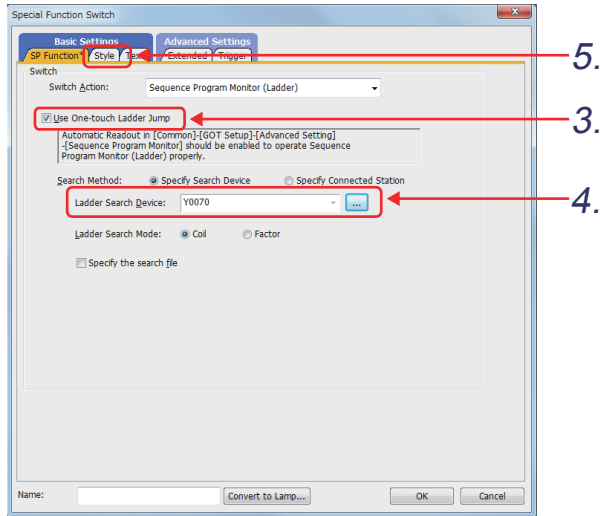 Special Function Switch
Basic Settings Advanced Settings
SP Function* Style Text Extended Trigger
5.
Switch
Switch Action: Sequence Program Monitor (Ladder)
Use One-touch Ladder Jump
3.
Automatic Readout in [Common]-[GOT Setup]-[Advanced Setting]
-[Sequence Program Monitor] should be enabled to operate Sequence
Program Monitor (Ladder) properly.
Search Method: Specify Search Device Specify Connected Station
Ladder Search Device: Y0070 ...
4.
Ladder Search Mode: Coil Factor
Specify the search file
Name: Convert to Lamp... OK Cancel